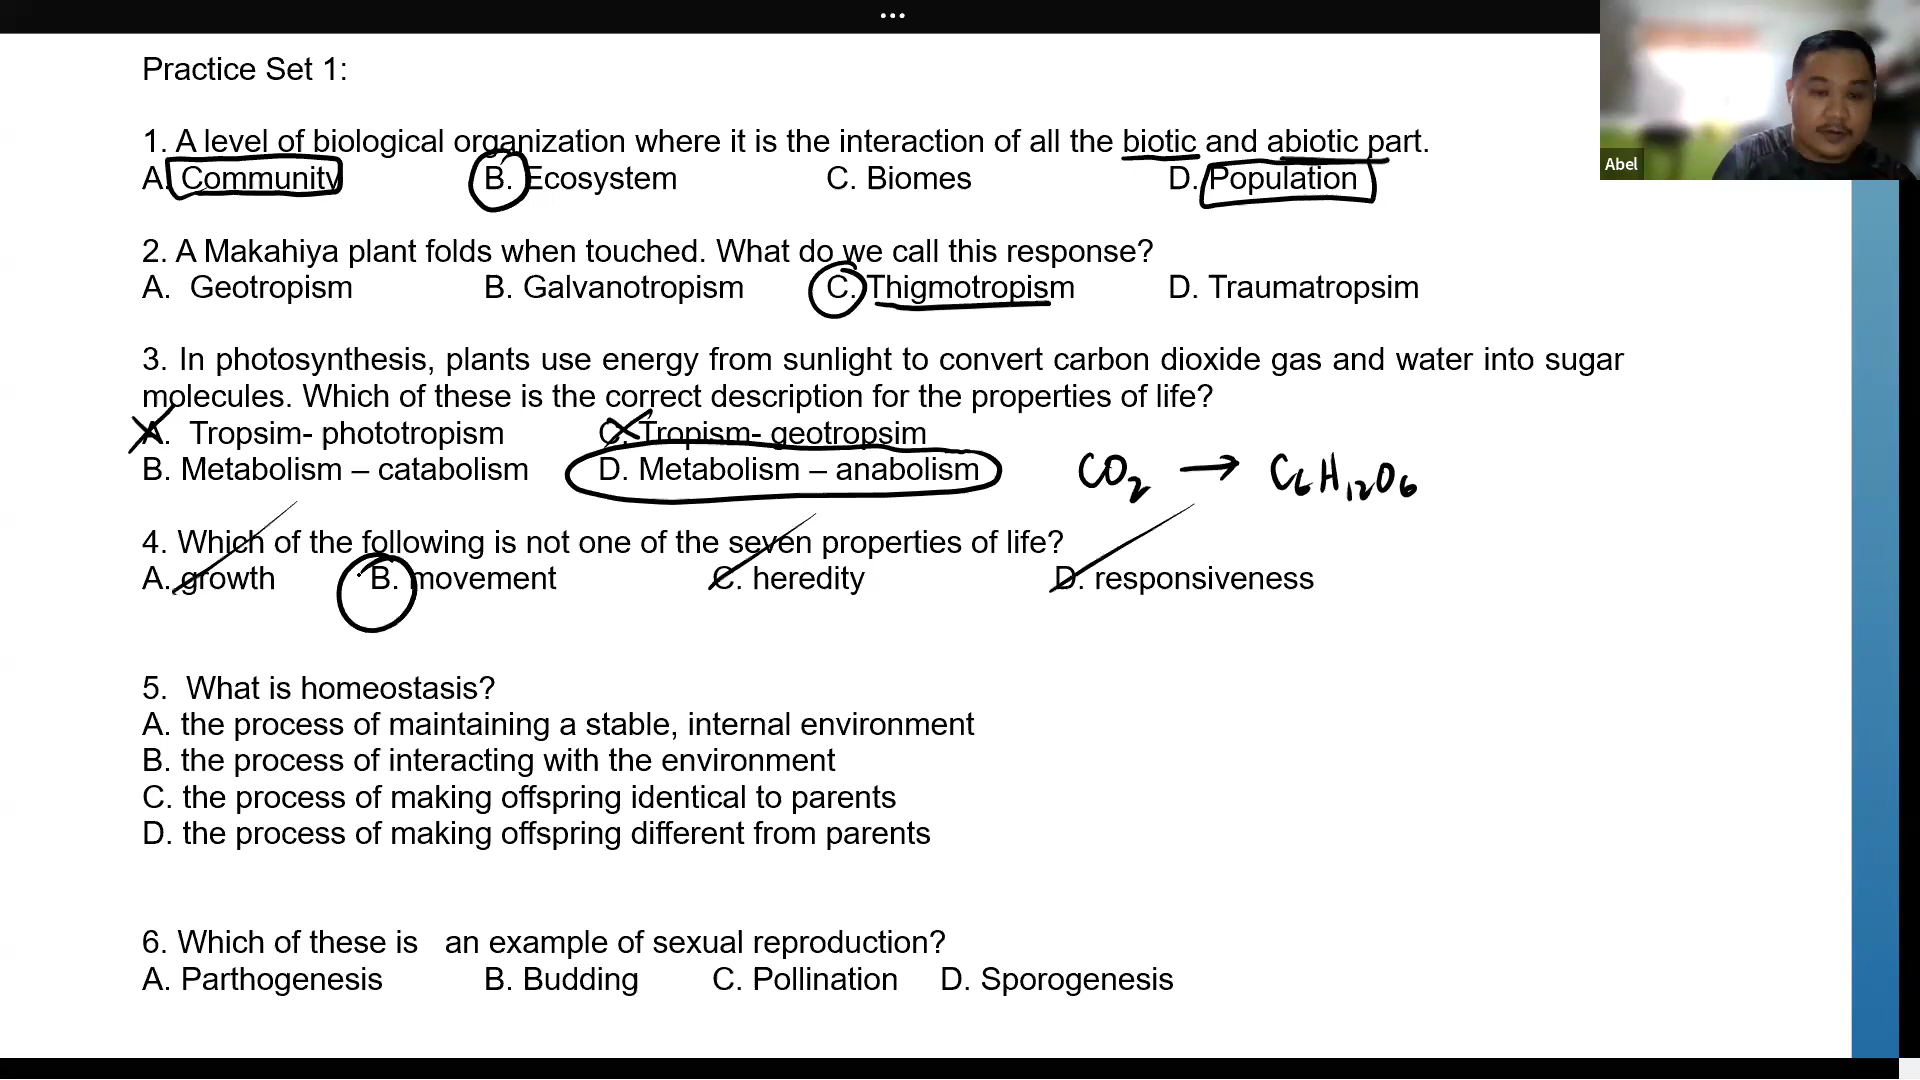 Practice Set 1:
1. A level of biological organization where it is the interaction of all the biotic and abiotic part.
A. Community B. Ecosystem C. Biomes D. Population
2. A Makahiya plant folds when touched. What do we call this response?
A. Geotropism B. Galvanotropism C. Thigmotropism D. Traumatropsim
3. In photosynthesis, plants use energy from sunlight to convert carbon dioxide gas and water into sugar
molecules. Which of these is the correct description for the properties of life?
A. Tropsim- phototropism C. Tropism- geotropsim
B. Metabolism – catabolism D. Metabolism – anabolism
CO2 → C6H12O6
4. Which of the following is not one of the seven properties of life?
A. growth B. movement C. heredity D. responsiveness
5. What is homeostasis?
A. the process of maintaining a stable, internal environment
B. the process of interacting with the environment
C. the process of making offspring identical to parents
D. the process of making offspring different from parents
6. Which of these is an example of sexual reproduction?
A. Parthogenesis B. Budding C. Pollination D. Sporogenesis
Abel